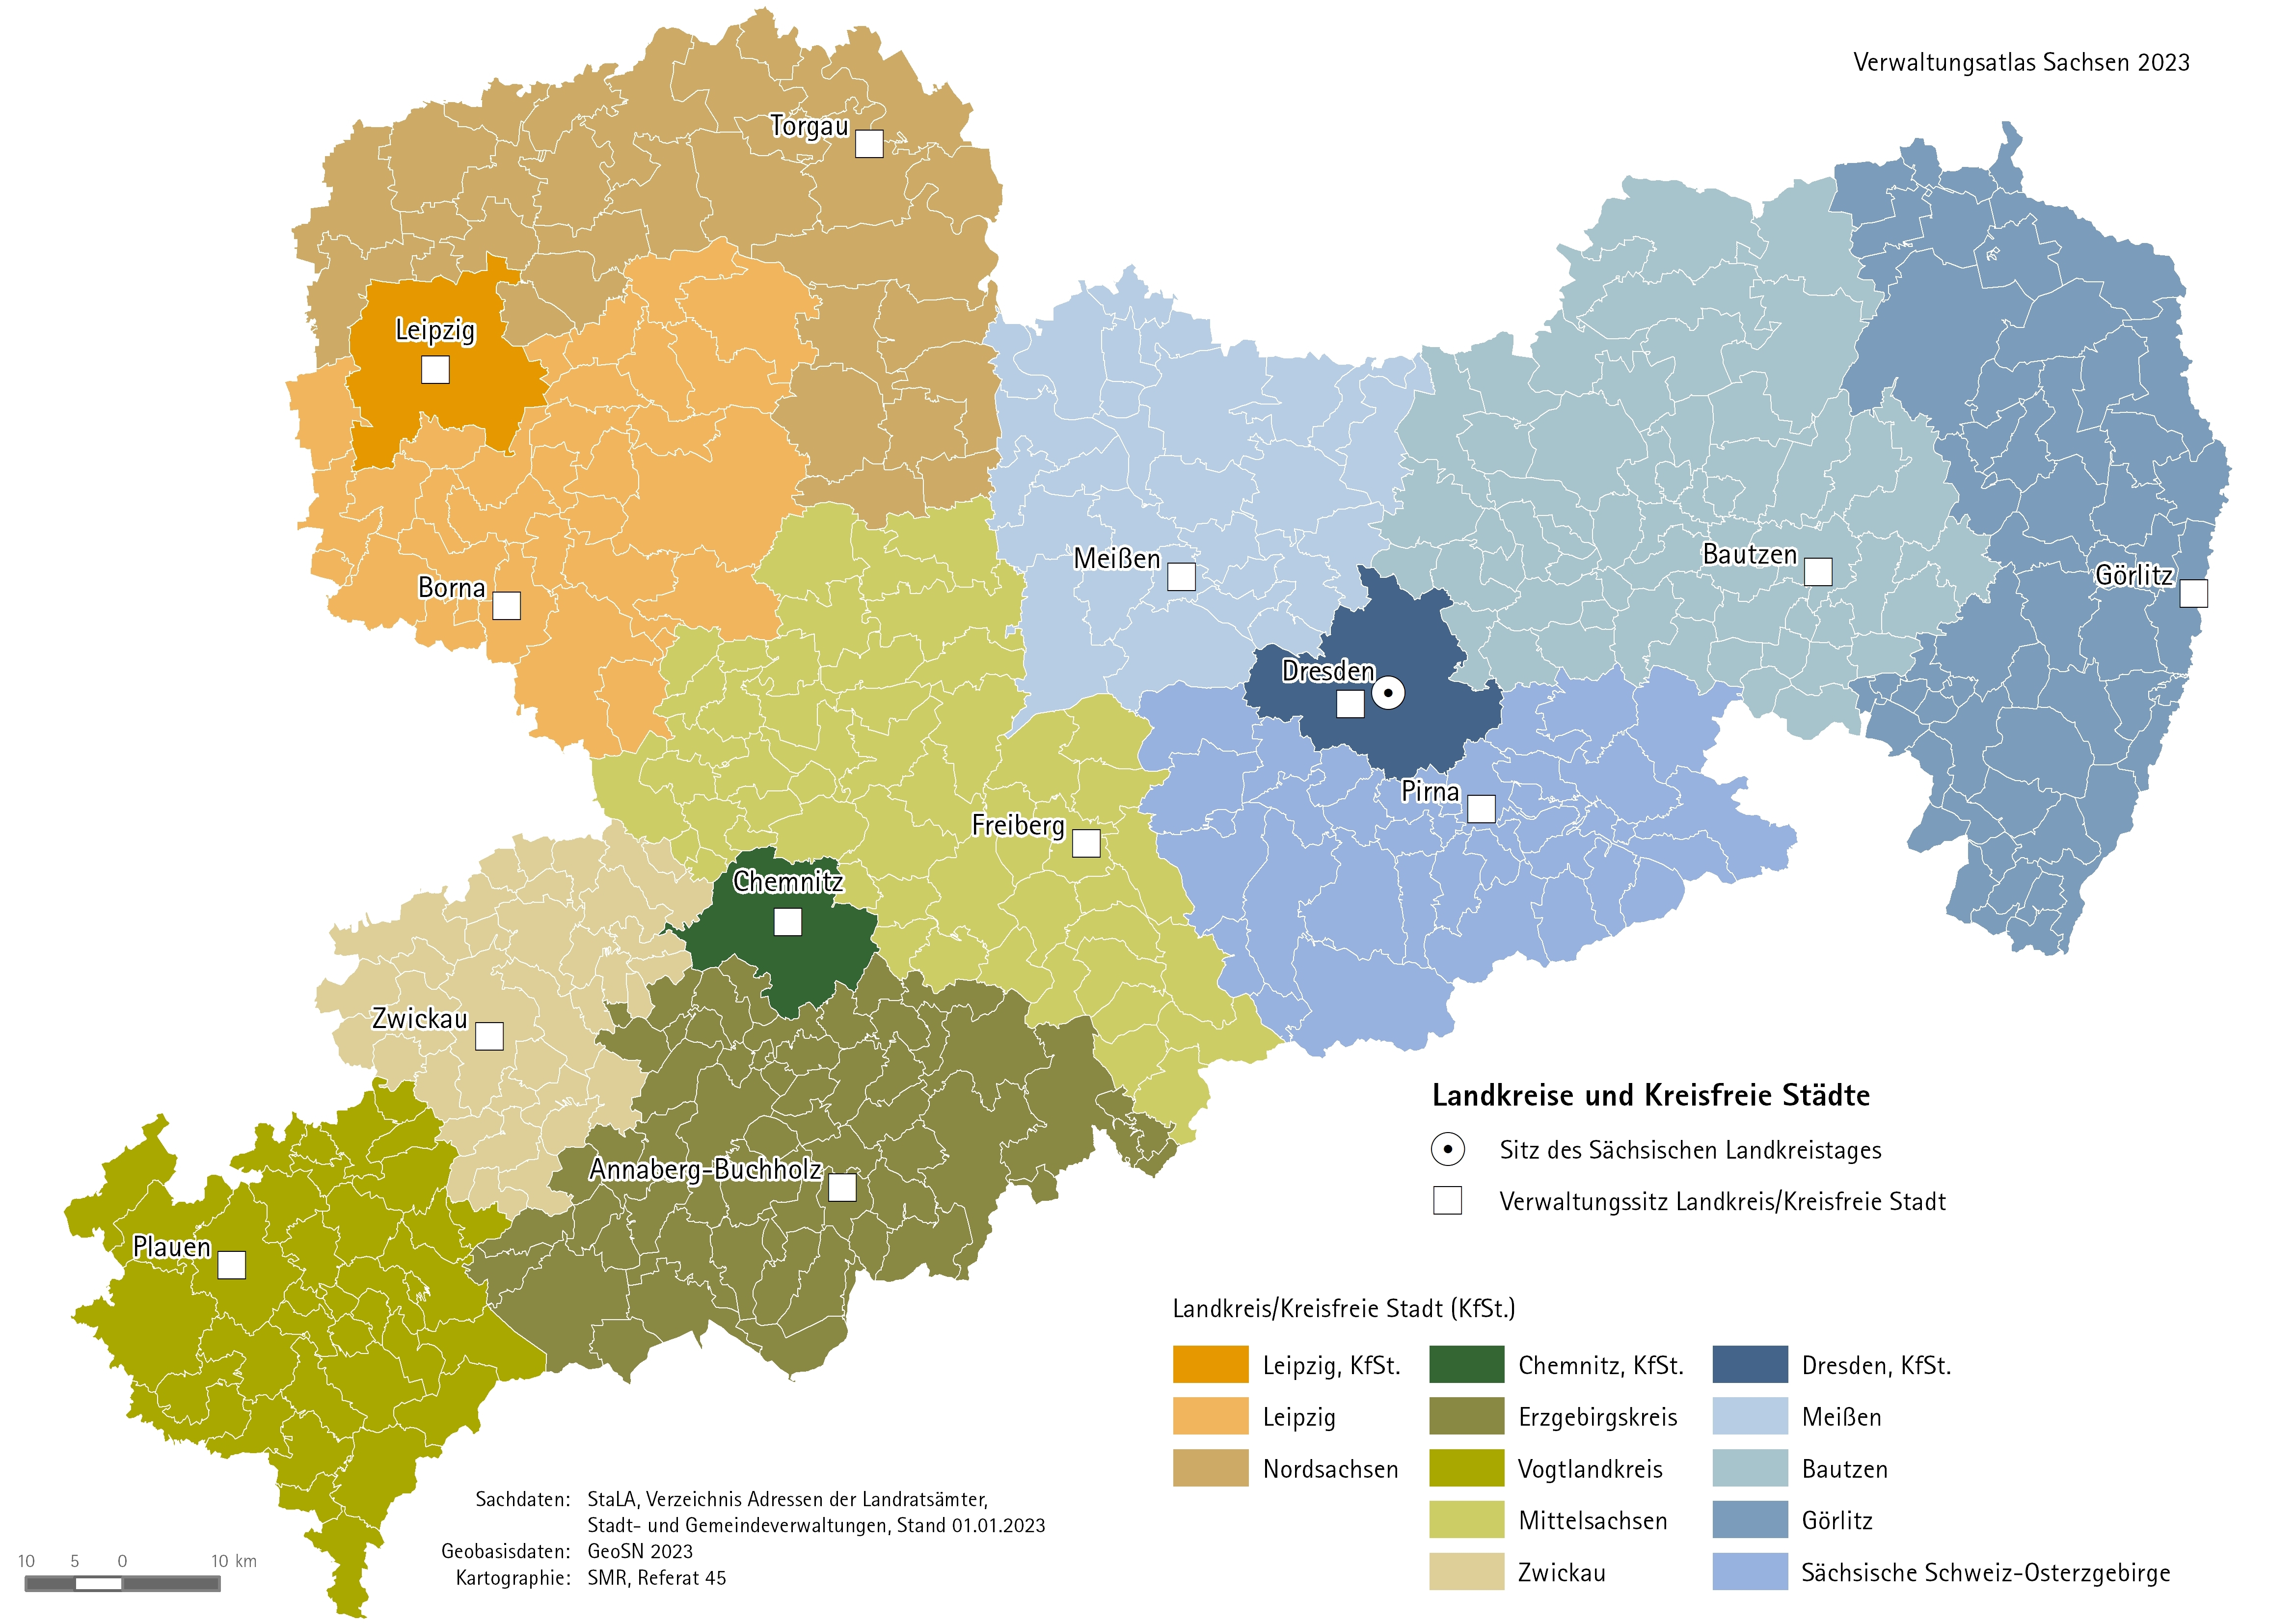 Verwaltungsatlas Sachsen 2023
Torgau
Leipzig
Meißen
Bautzen
Görlitz
Borna
Dresden
Pirna
Freiberg
Chemnitz
Zwickau
Annaberg-Buchholz
Plauen
Landkreise und Kreisfreie Städte
Sitz des Sächsischen Landkreistages
Verwaltungssitz Landkreis/Kreisfreie Stadt
Landkreis/Kreisfreie Stadt (KfSt.)
Leipzig, KfSt.
Leipzig
Nordsachsen
Chemnitz, KfSt.
Erzgebirgskreis
Vogtlandkreis
Mittelsachsen
Zwickau
Dresden, KfSt.
Meißen
Bautzen
Görlitz
Sächsische Schweiz-Osterzgebirge
Sachdaten: StaLA, Verzeichnis Adressen der Landratsämter,
Stadt- und Gemeindeverwaltungen, Stand 01.01.2023
Geobasisdaten: GeoSN 2023
Kartographie: SMR, Referat 45
10 5 0 10 km